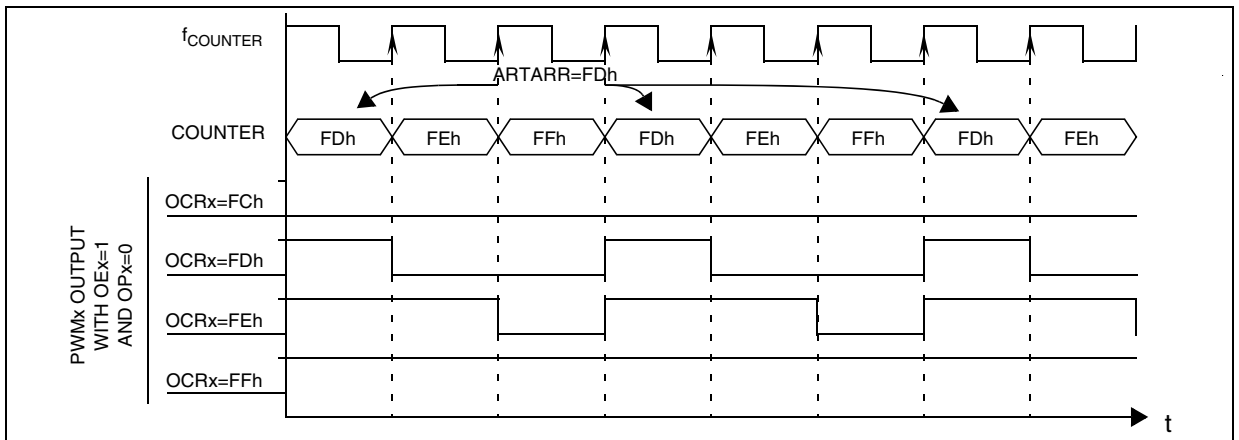 fCOUNTER
ARTARR=FDh
COUNTER
FDh FEh FFh FDh FEh FFh FDh FEh
PWMx OUTPUT
WITH OEx=1
AND OPx=0
OCRx=FCh
OCRx=FDh
OCRx=FEh
OCRx=FFh
t